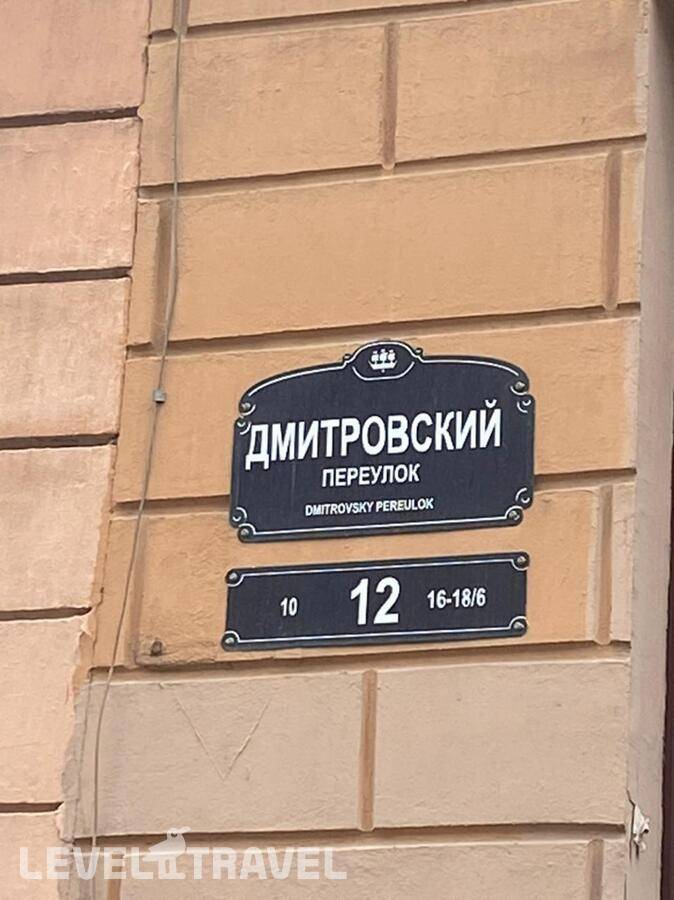 ДМИТРОВСКИЙ
ПЕРЕУЛОК
DMITROVSKY PEREULOK
10 12 16-18/6
LEVEL TRAVEL